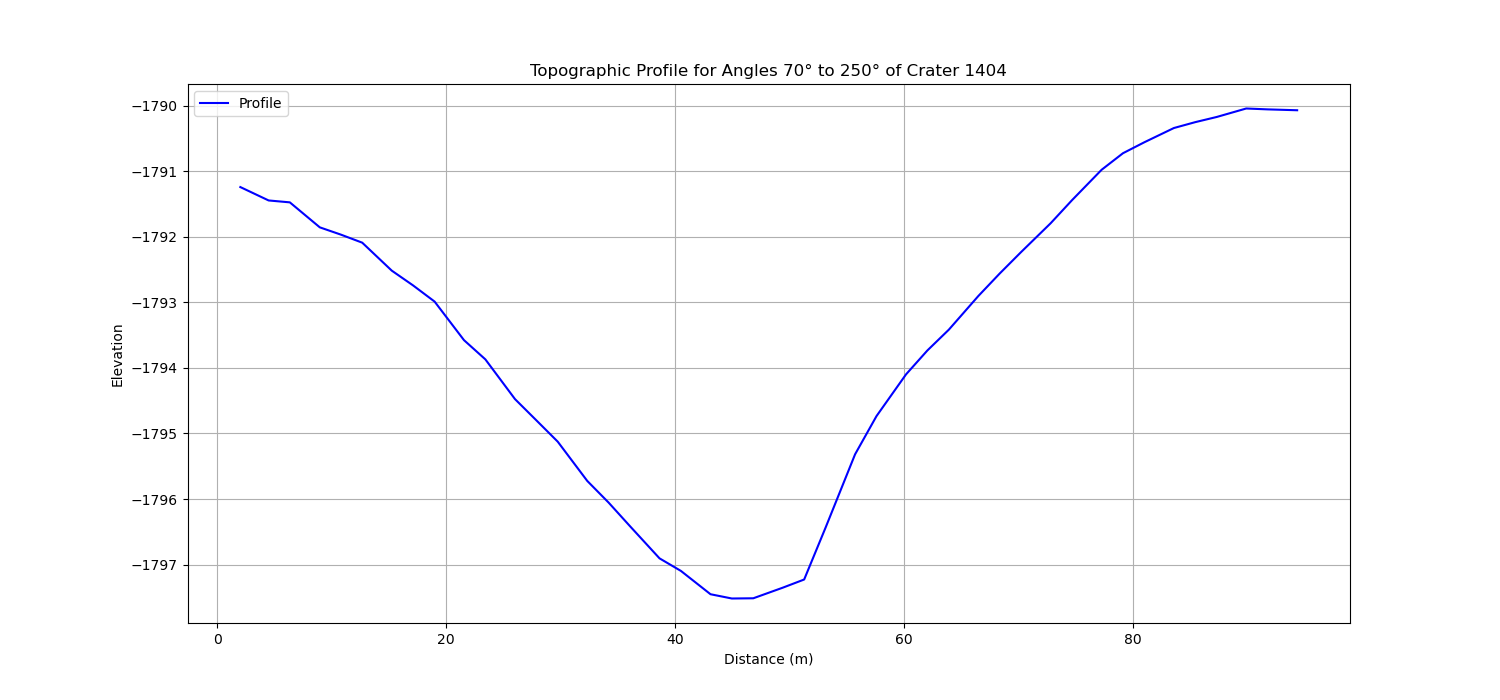 Topographic Profile for Angles 70° to 250° of Crater 1404
Profile
−1790
−1791
−1792
−1793
−1794
−1795
−1796
−1797
Elevation
0 20 40 60 80
Distance (m)